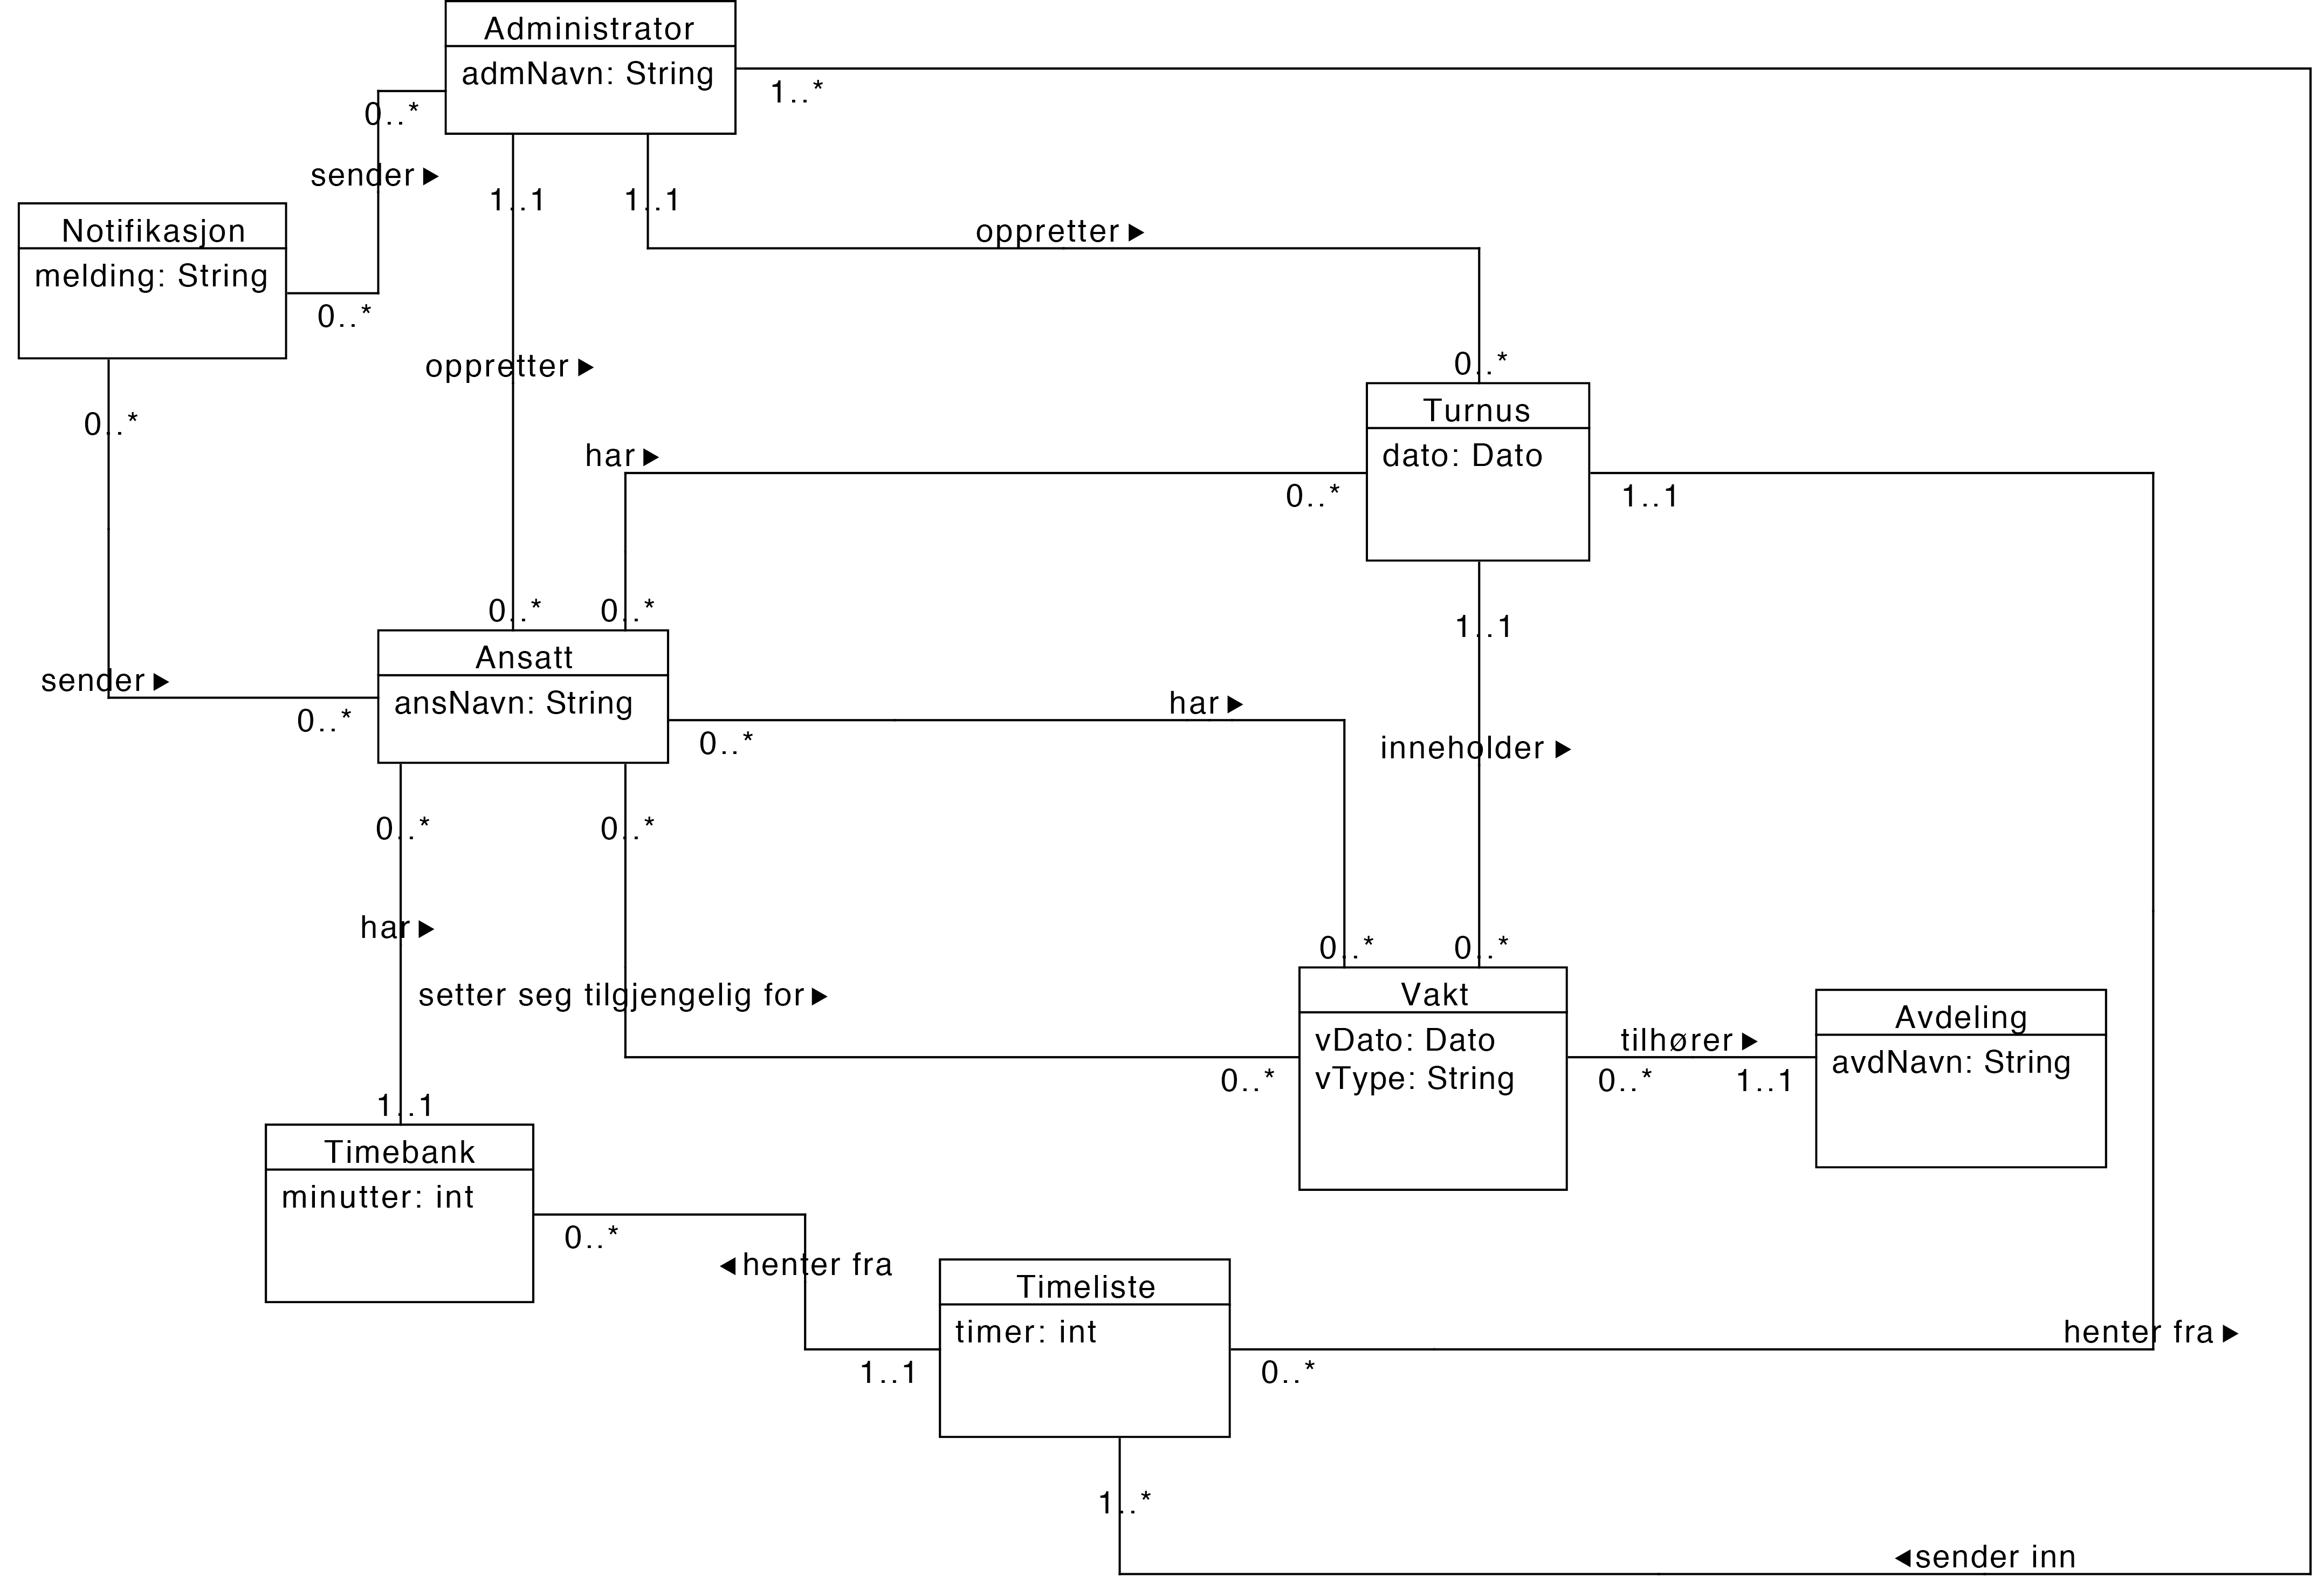 Administrator
admNavn: String
1..*
0..*
sender ►
1..1
1..1
Notifikasjon
melding: String
0..*
oppretter ►
oppretter ►
0..*
0..*
Turnus
dato: Dato
har ►
0..*
1..1
0..*
0..*
1..1
Ansatt
ansNavn: String
sender ►
0..*
har ►
0..*
inneholder ►
0..*
0..*
har ►
0..*
0..*
setter seg tilgjengelig for ►
Vakt
vDato: Dato
vType: String
0..*
tilhører ►
0..*
1..1
Avdeling
avdNavn: String
1..1
Timebank
minutter: int
0..*
◄ henter fra
Timeliste
timer: int
1..1
0..*
henter fra ►
1..*
◄ sender inn